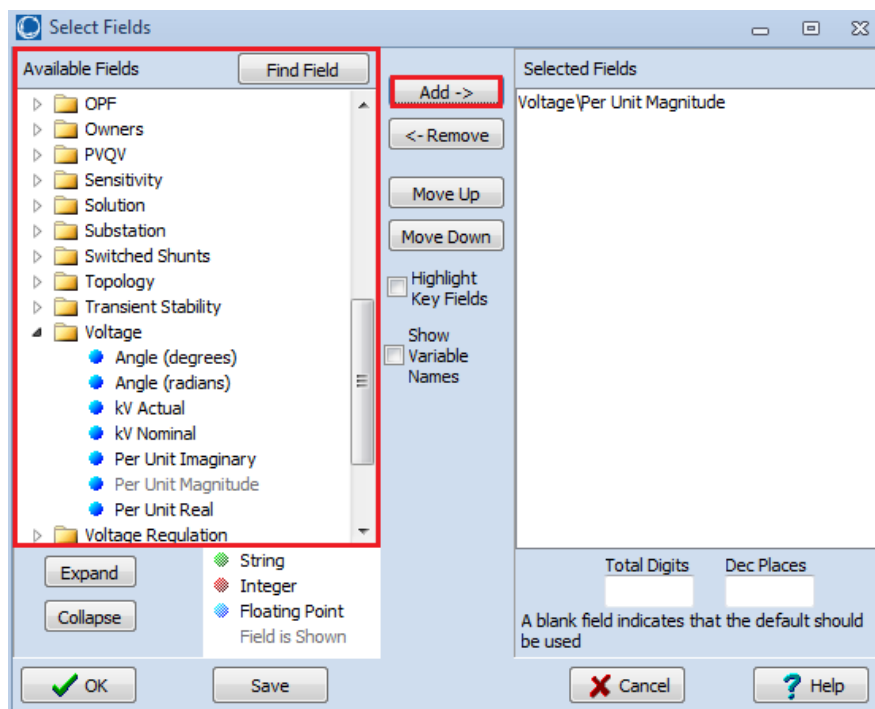 Select Fields
Available Fields
Find Field
OPF
Owners
PVQV
Sensitivity
Solution
Substation
Switched Shunts
Topology
Transient Stability
Voltage
Angle (degrees)
Angle (radians)
kV Actual
kV Nominal
Per Unit Imaginary
Per Unit Magnitude
Per Unit Real
Voltage Regulation
Expand
Collapse
String
Integer
Floating Point
Field is Shown
Add ->
<- Remove
Move Up
Move Down
Highlight
Key Fields
Show
Variable
Names
Selected Fields
Voltage\Per Unit Magnitude
Total Digits
Dec Places
A blank field indicates that the default should
be used
OK
Save
Cancel
? Help